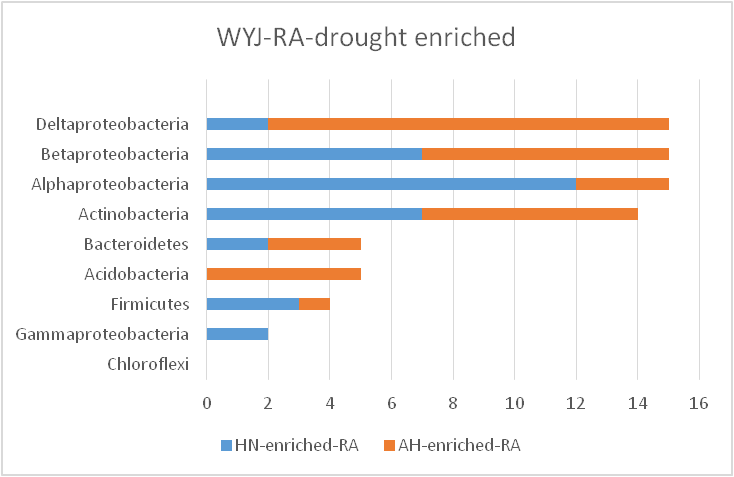 WYJ-RA-drought enriched
Deltaproteobacteria
Betaproteobacteria
Alphaproteobacteria
Actinobacteria
Bacteroidetes
Acidobacteria
Firmicutes
Gammaproteobacteria
Chloroflexi
0 2 4 6 8 10 12 14 16
HN-enriched-RA AH-enriched-RA